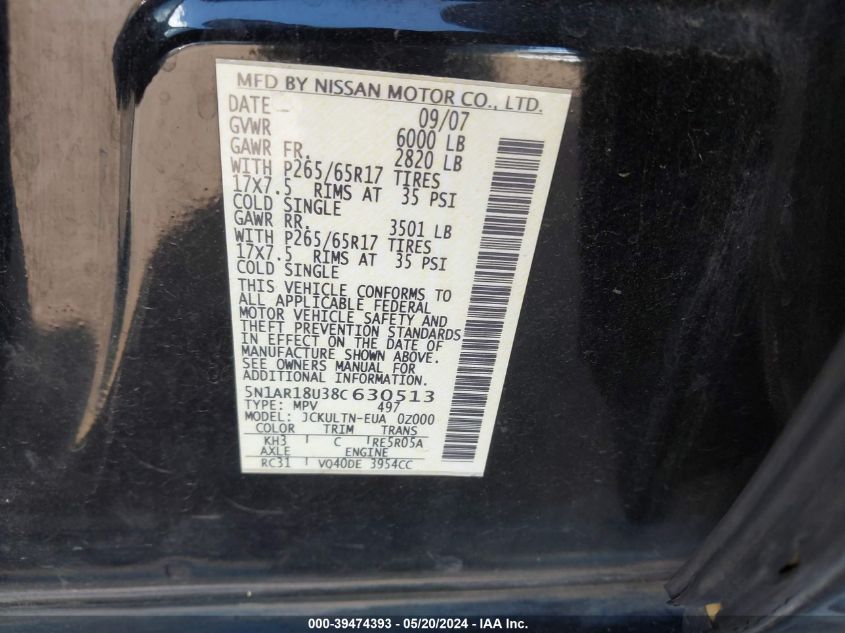 MFD BY NISSAN MOTOR CO., LTD.
DATE - 09/07
GVWR 6000 LB
GAWR FR. 2820 LB
WITH P265/65R17 TIRES
17X7.5 RIMS AT 35 PSI
COLD SINGLE
GAWR RR. 3501 LB
WITH P265/65R17 TIRES
17X7.5 RIMS AT 35 PSI
COLD SINGLE
THIS VEHICLE CONFORMS TO
ALL APPLICABLE FEDERAL
MOTOR VEHICLE SAFETY AND
THEFT PREVENTION STANDARDS
IN EFFECT ON THE DATE OF
MANUFACTURE SHOWN ABOVE.
SEE OWNERS MANUAL FOR
ADDITIONAL INFORMATION.
5N1AR18U38C 630513
TYPE: MPV 497
MODEL: JCKULTN-EUA 0Z000
COLOR TRIM TRANS
KH3 C RE5R05A
AXLE ENGINE
RC31 VQ40DE 3954CC
000-39474393 - 05/20/2024 - IAA Inc.